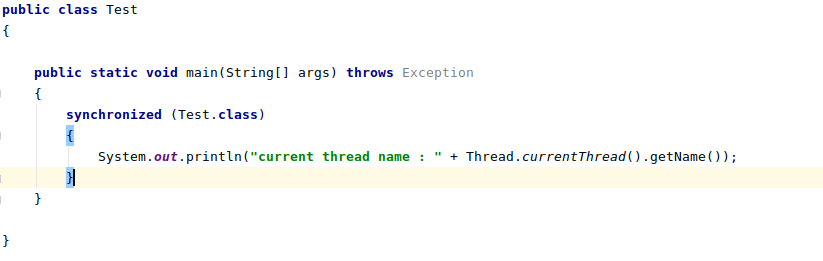 public class Test
{
public static void main(String[] args) throws Exception
{
synchronized (Test.class)
{
System.out.println("current thread name : " + Thread.currentThread().getName());
}
}
}